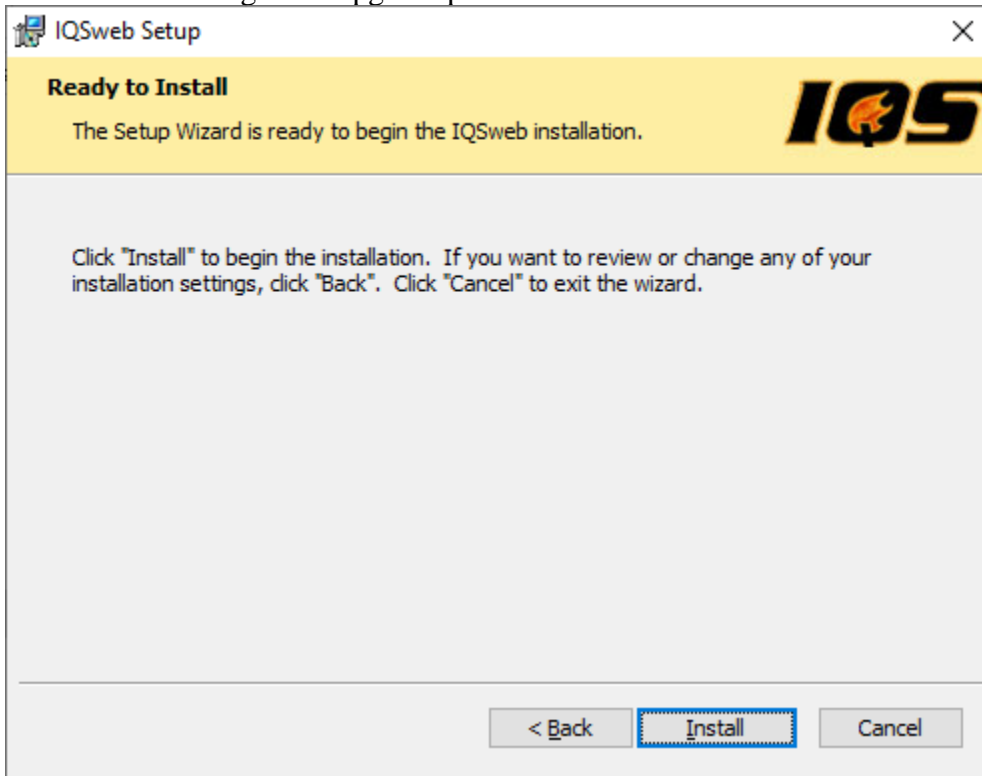 IQSweb Setup
Ready to Install
IQS
The Setup Wizard is ready to begin the IQSweb installation.
Click "Install" to begin the installation. If you want to review or change any of your
installation settings, click "Back". Click "Cancel" to exit the wizard.
< Back Install Cancel